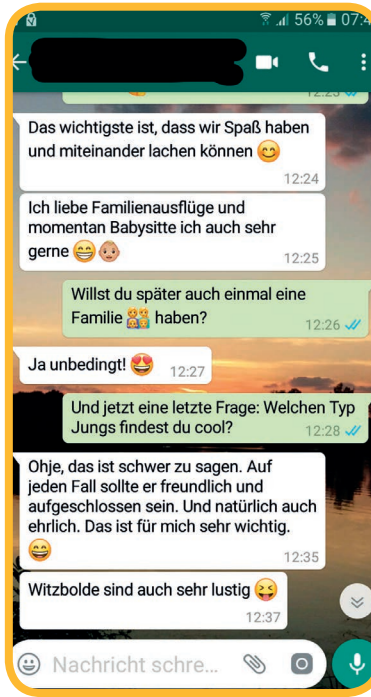 56% 07:4
12:23
Das wichtigste ist, dass wir Spaß haben
und miteinander lachen können 😊
12:24
Ich liebe Familienausflüge und
momentan Babysitte ich auch sehr
gerne 😁👶
12:25
Willst du später auch einmal eine
Familie 👨‍👩‍👧‍👦 haben?
12:26
Ja unbedingt! 😍
12:27
Und jetzt eine letzte Frage: Welchen Typ
Jungs findest du cool?
12:28
Ohje, das ist schwer zu sagen. Auf
jeden Fall sollte er freundlich und
aufgeschlossen sein. Und natürlich auch
ehrlich. Das ist für mich sehr wichtig.
😄
12:35
Witzbolde sind auch sehr lustig 😝
12:37
Nachricht schre...